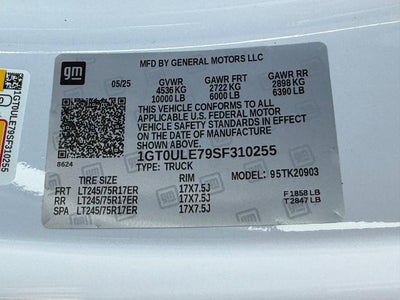 MFD BY GENERAL MOTORS LLC
gm
05/25 GVWR GAWR FRT GAWR RR
4536 KG 2722 KG 2898 KG
10000 LB 6000 LB 6390 LB
THIS VEHICLE CONFORMS TO ALL
APPLICABLE U.S. FEDERAL MOTOR
VEHICLE SAFETY STANDARDS IN
EFFECT ON THE DATE OF MANUFACTURE
SHOWN ABOVE.
1GT0ULE79SF310255
8624
TYPE: TRUCK MODEL: 95TK20903
TIRE SIZE RIM
FRT LT245/75R17ER 17X7.5J F 1858 LB
RR LT245/75R17ER 17X7.5J T 2847 LB
SPA LT245/75R17ER 17X7.5J
1GT0ULE79SF310255